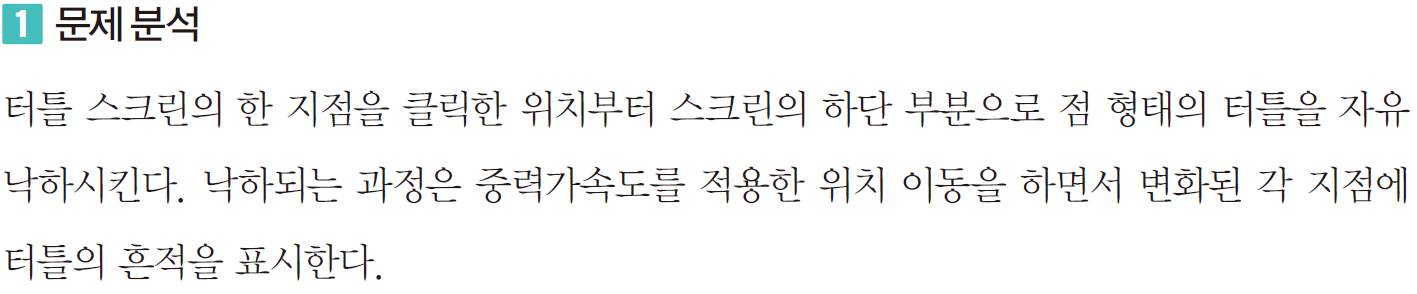 1 문제 분석
터틀 스크린의 한 지점을 클릭한 위치부터 스크린의 하단 부분으로 점 형태의 터틀을 자유
낙하시킨다. 낙하되는 과정은 중력가속도를 적용한 위치 이동을 하면서 변화된 각 지점에
터틀의 흔적을 표시한다.